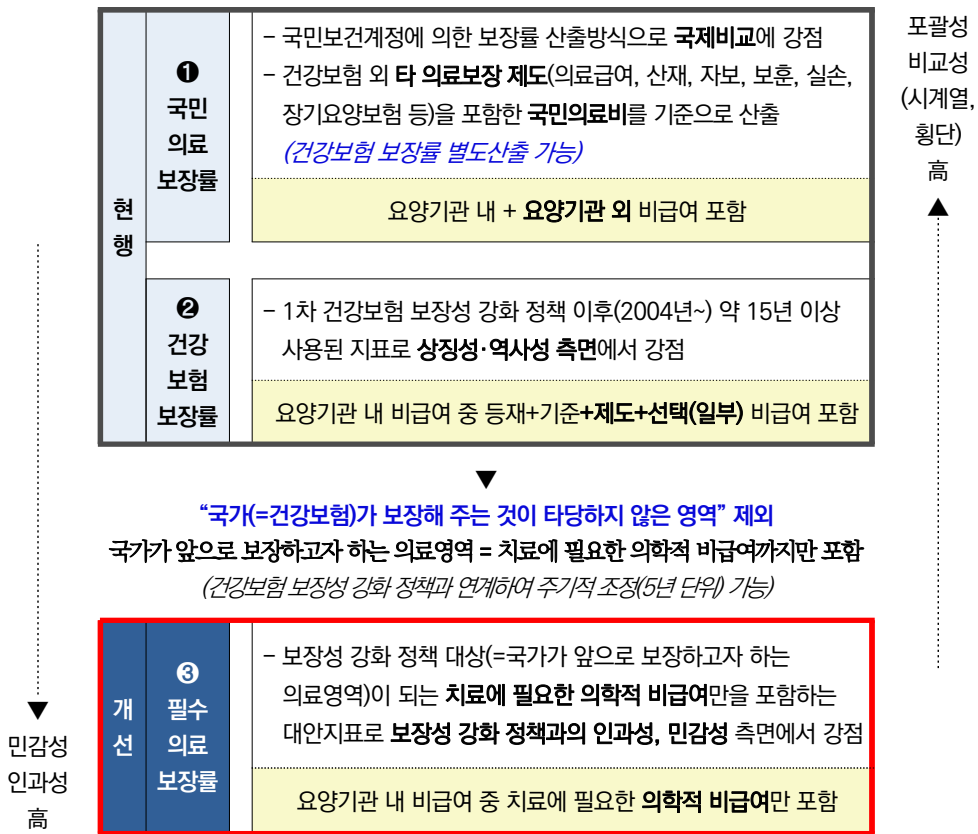 현
행
❶
국민
의료
보장률
– 국민보건계정에 의한 보장률 산출방식으로 국제비교에 강점
– 건강보험 외 타 의료보장 제도(의료급여, 산재, 자보, 보훈, 실손,
장기요양보험 등)을 포함한 국민의료비를 기준으로 산출
(건강보험 보장률 별도산출 가능)
요양기관 내 + 요양기관 외 비급여 포함
❷
건강
보험
보장률
– 1차 건강보험 보장성 강화 정책 이후(2004년~) 약 15년 이상
사용된 지표로 상징성·역사성 측면에서 강점
요양기관 내 비급여 중 등재+기준+제도+선택(일부) 비급여 포함
포괄성
비교성
(시계열,
횡단)
高
▲
▼
“국가(=건강보험)가 보장해 주는 것이 타당하지 않은 영역” 제외
국가가 앞으로 보장하고자 하는 의료영역 = 치료에 필요한 의학적 비급여까지만 포함
(건강보험 보장성 강화 정책과 연계하여 주기적 조정(5년 단위) 가능)
개
선
❸
필수
의료
보장률
– 보장성 강화 정책 대상(=국가가 앞으로 보장하고자 하는
의료영역)이 되는 치료에 필요한 의학적 비급여만을 포함하는
대안지표로 보장성 강화 정책과의 인과성, 민감성 측면에서 강점
요양기관 내 비급여 중 치료에 필요한 의학적 비급여만 포함
▼
민감성
인과성
高